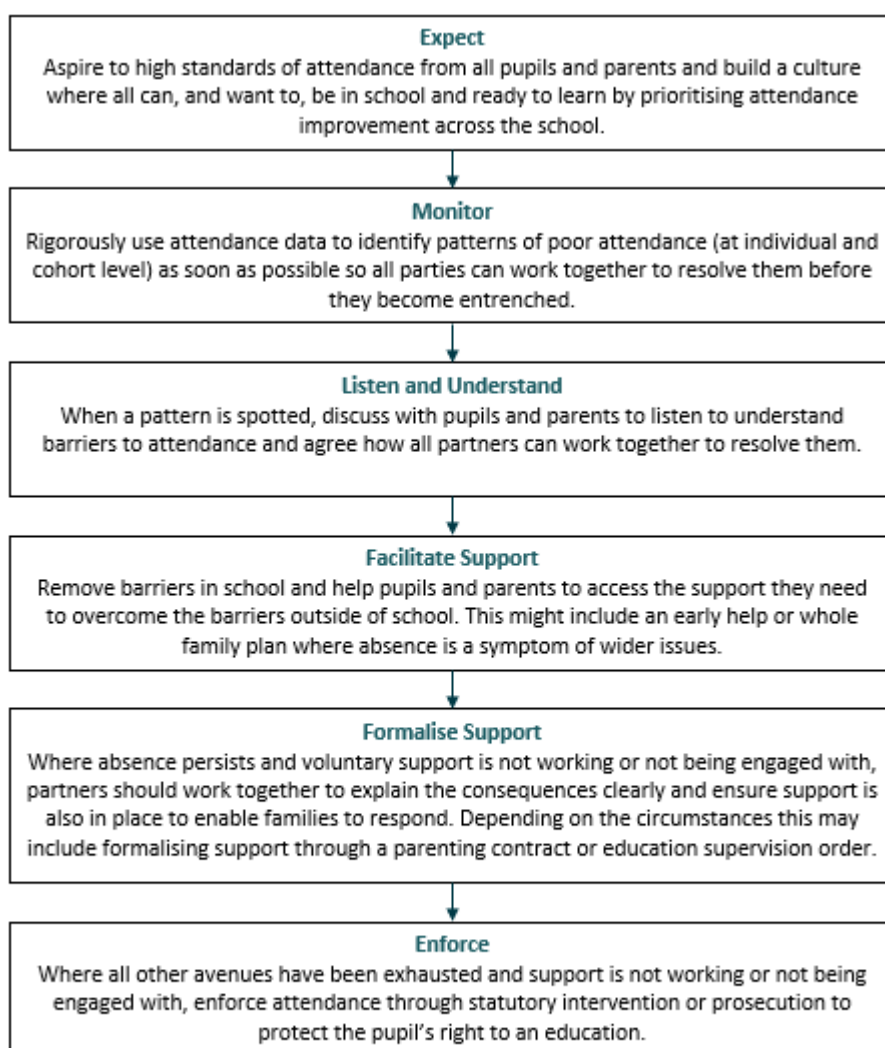 Expect
Aspire to high standards of attendance from all pupils and parents and build a culture
where all can, and want to, be in school and ready to learn by prioritising attendance
improvement across the school.
Monitor
Rigorously use attendance data to identify patterns of poor attendance (at individual and
cohort level) as soon as possible so all parties can work together to resolve them before
they become entrenched.
Listen and Understand
When a pattern is spotted, discuss with pupils and parents to listen to understand
barriers to attendance and agree how all partners can work together to resolve them.
Facilitate Support
Remove barriers in school and help pupils and parents to access the support they need
to overcome the barriers outside of school. This might include an early help or whole
family plan where absence is a symptom of wider issues.
Formalise Support
Where absence persists and voluntary support is not working or not being engaged with,
partners should work together to explain the consequences clearly and ensure support is
also in place to enable families to respond. Depending on the circumstances this may
include formalising support through a parenting contract or education supervision order.
Enforce
Where all other avenues have been exhausted and support is not working or not being
engaged with, enforce attendance through statutory intervention or prosecution to
protect the pupil's right to an education.